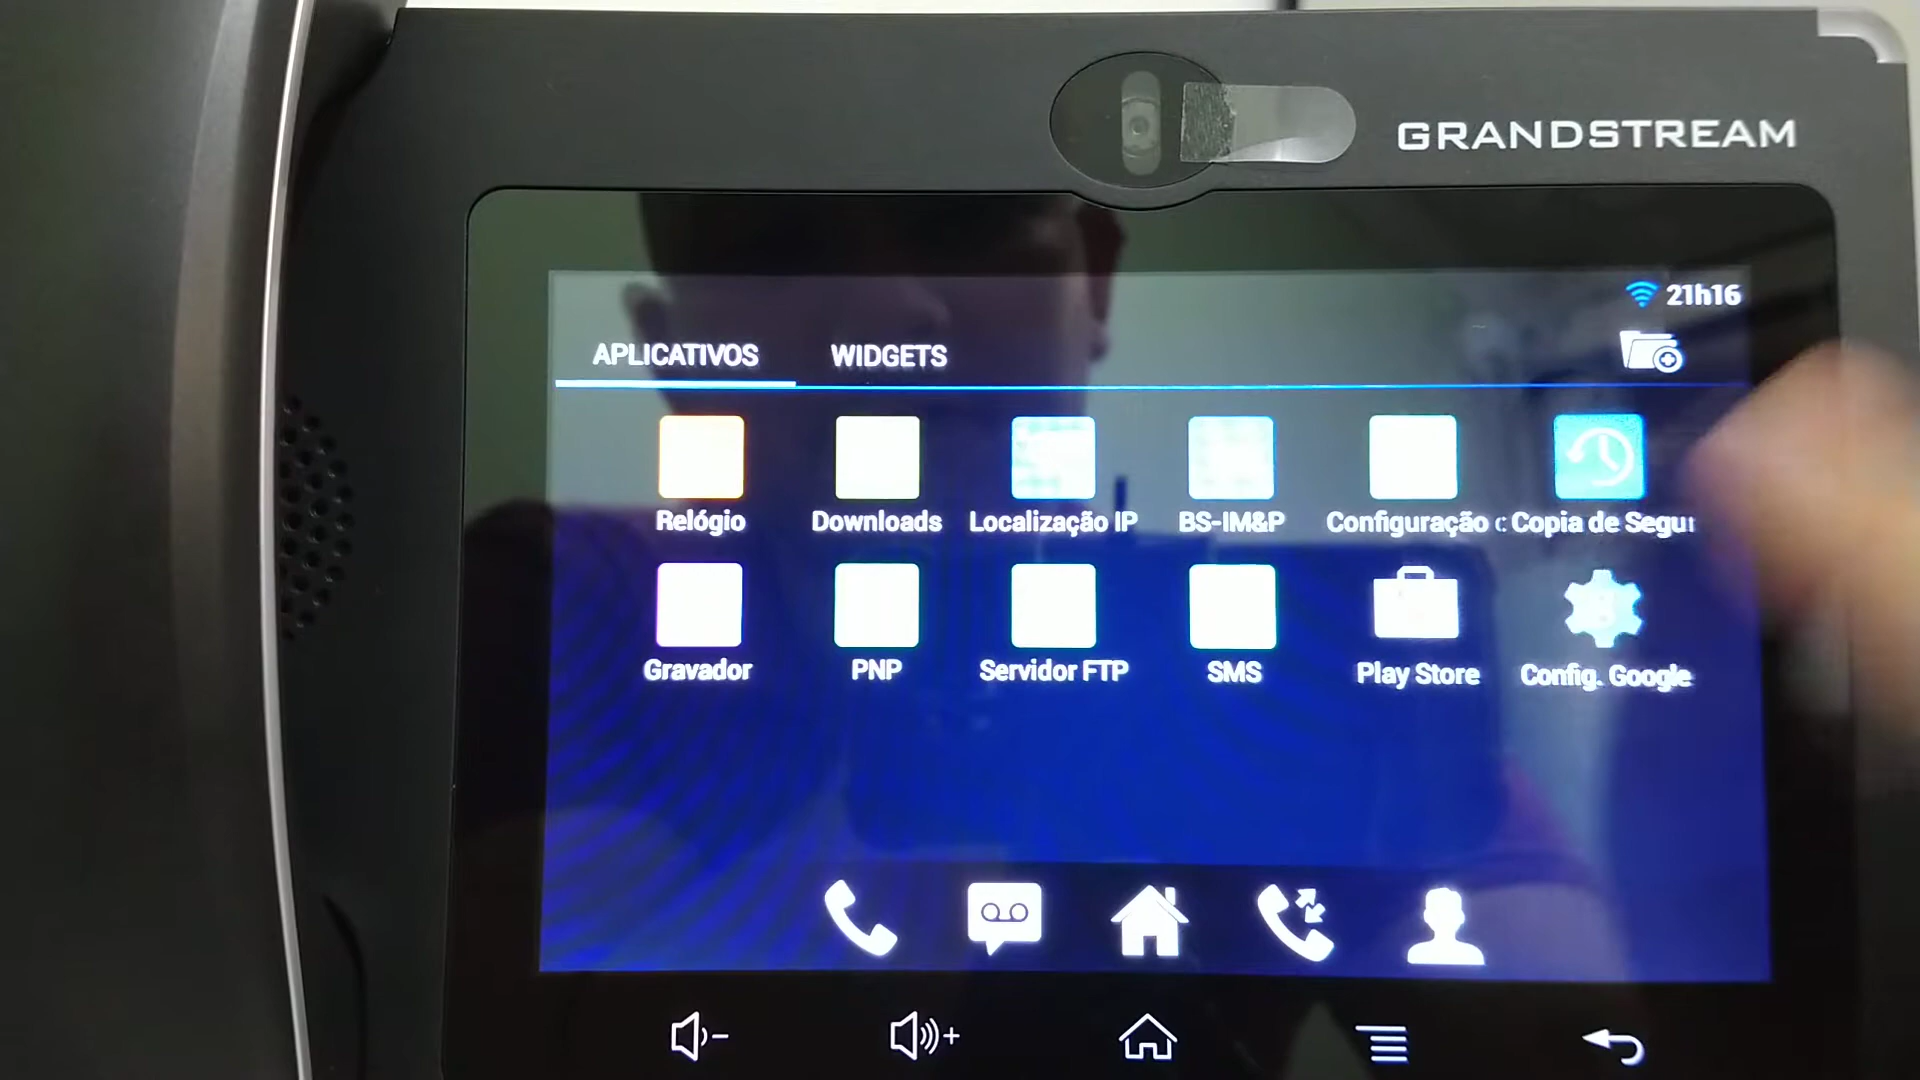 GRANDSTREAM
21h16
APLICATIVOS WIDGETS
Relógio Downloads Localização IP BS-IM&P Configuração Copia de Segu
Gravador PNP Servidor FTP SMS Play Store Config. Google